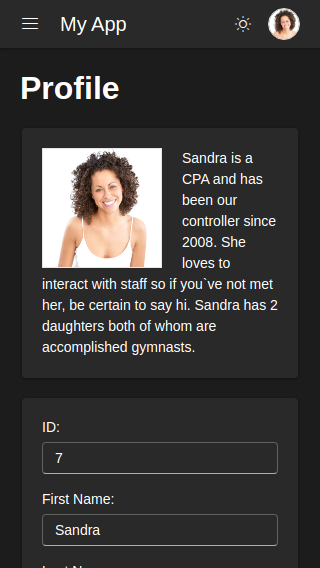 My App
Profile
Sandra is a
CPA and has
been our
controller since
2008. She
loves to
interact with staff so if you`ve not met
her, be certain to say hi. Sandra has 2
daughters both of whom are
accomplished gymnasts.
ID:
7
First Name:
Sandra